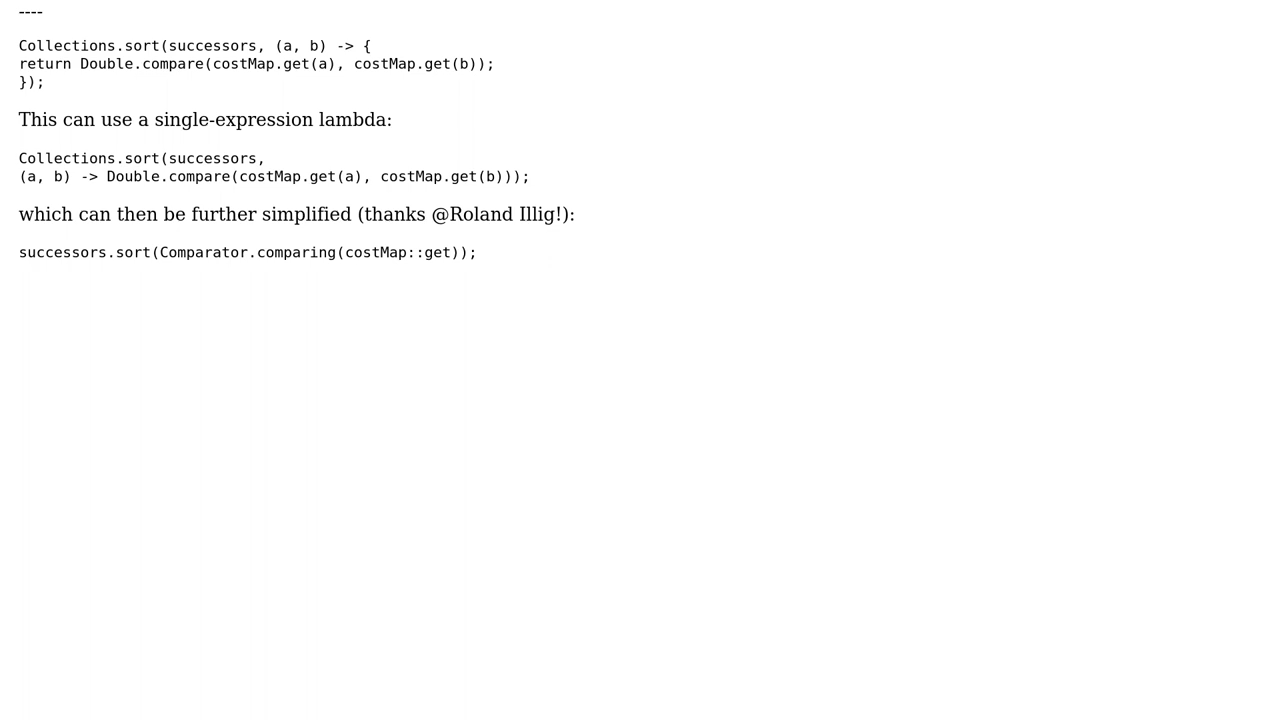 ----
Collections.sort(successors, (a, b) -> {
return Double.compare(costMap.get(a), costMap.get(b));
});
This can use a single-expression lambda:
Collections.sort(successors,
(a, b) -> Double.compare(costMap.get(a), costMap.get(b)));
which can then be further simplified (thanks @Roland Illig!):
successors.sort(Comparator.comparing(costMap::get));